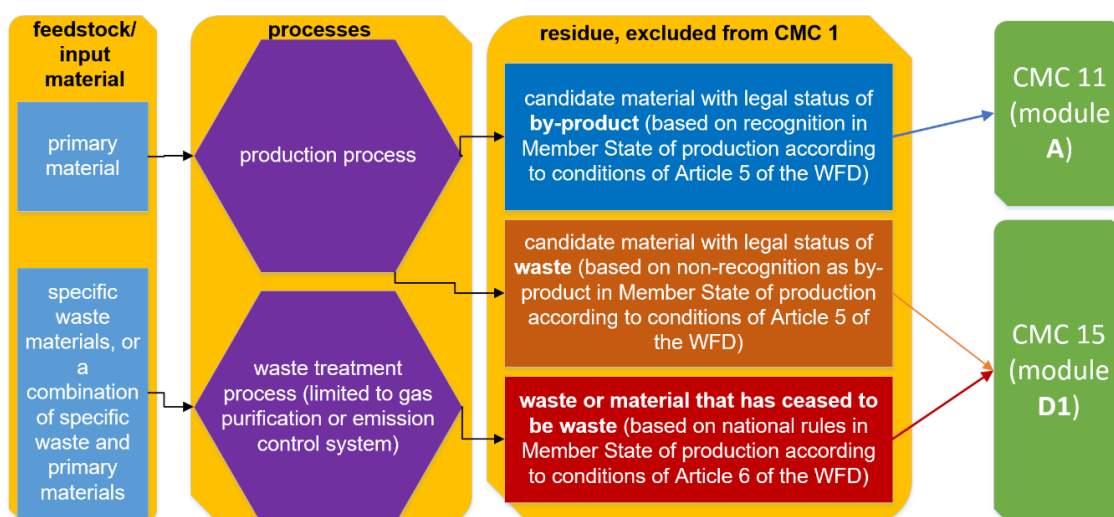 feedstock/
input
material
primary
material
specific
waste
materials, or
a
combination
of specific
waste and
primary
materials
processes
production process
waste treatment
process (limited to gas
purification or emission
control system)
residue, excluded from CMC 1
candidate material with legal status of
by-product (based on recognition in
Member State of production according
to conditions of Article 5 of the WFD)
candidate material with legal status of
waste (based on non-recognition as by-
product in Member State of production
according to conditions of Article 5 of
the WFD)
waste or material that has ceased to
be waste (based on national rules in
Member State of production according
to conditions of Article 6 of the WFD)
CMC 11
(module
A)
CMC 15
(module
D1)